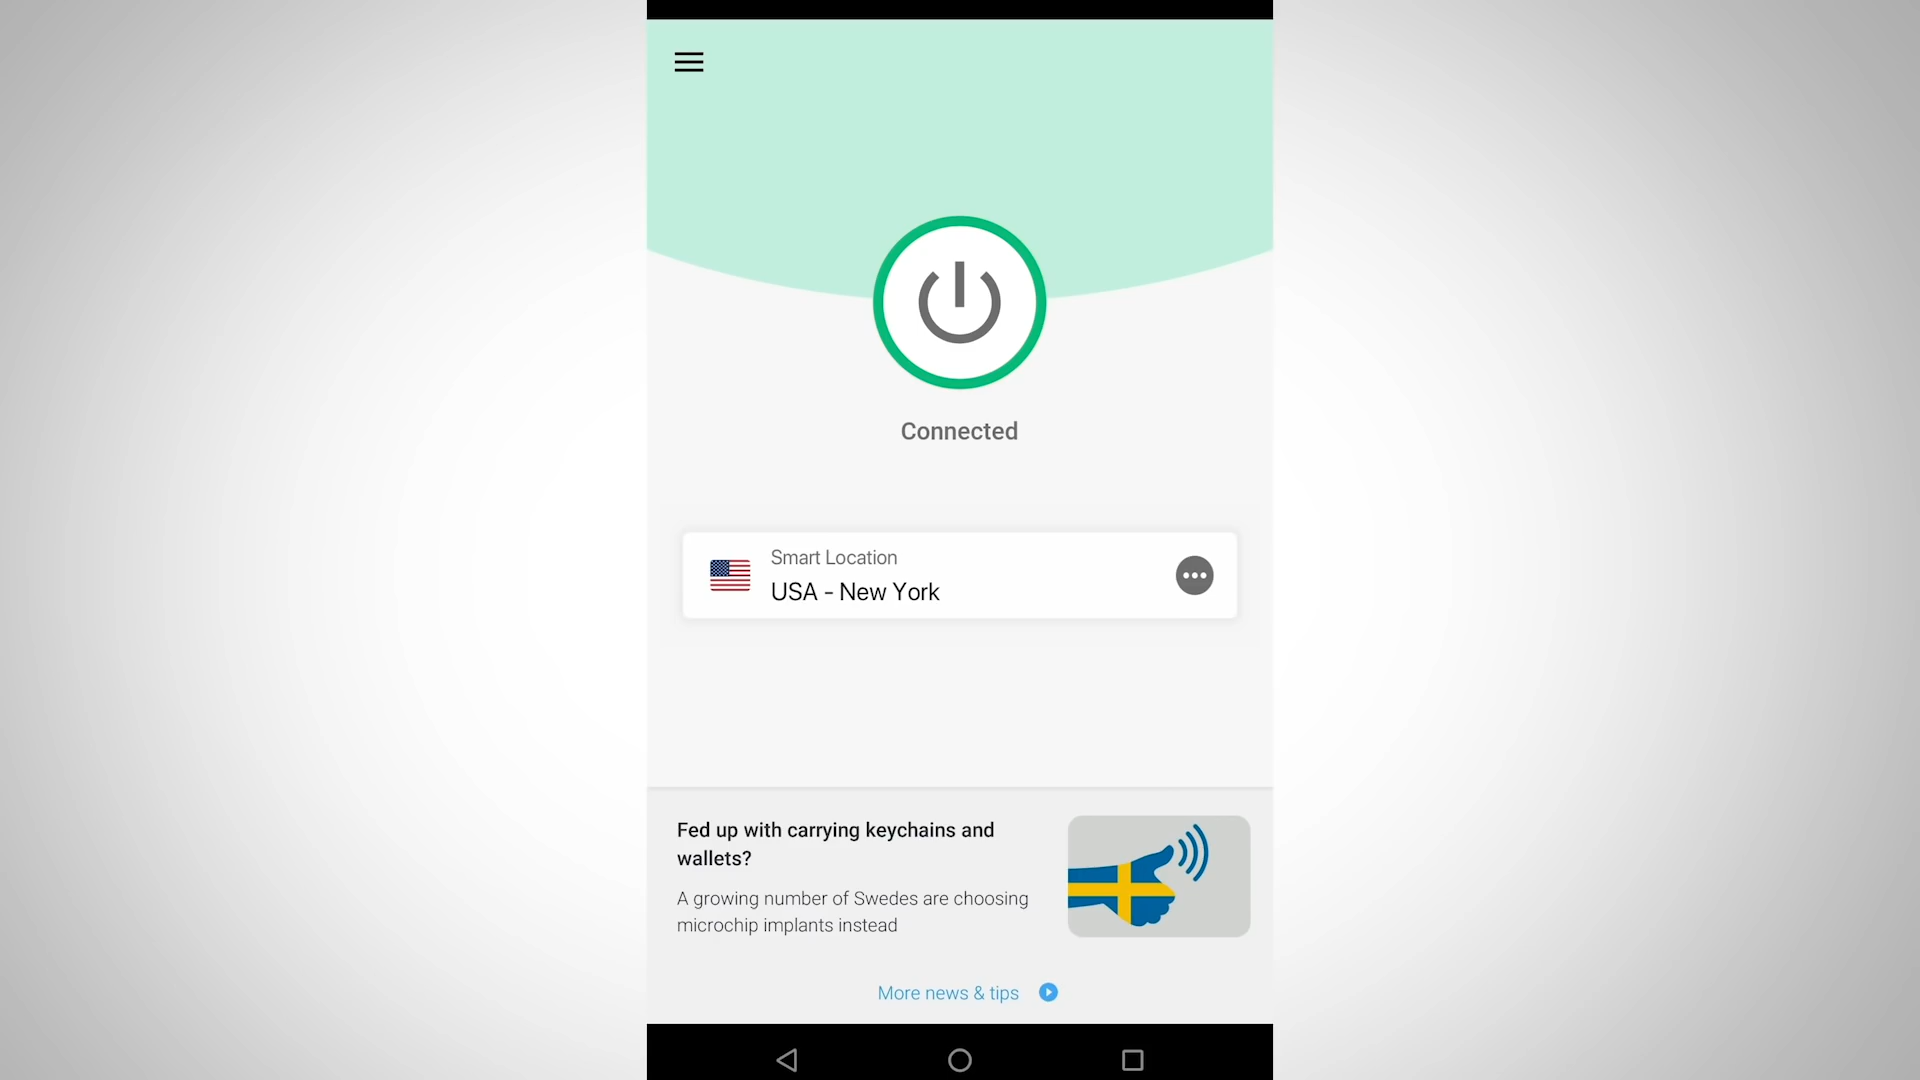 Connected
Smart Location
USA - New York
Fed up with carrying keychains and
wallets?
A growing number of Swedes are choosing
microchip implants instead
More news & tips